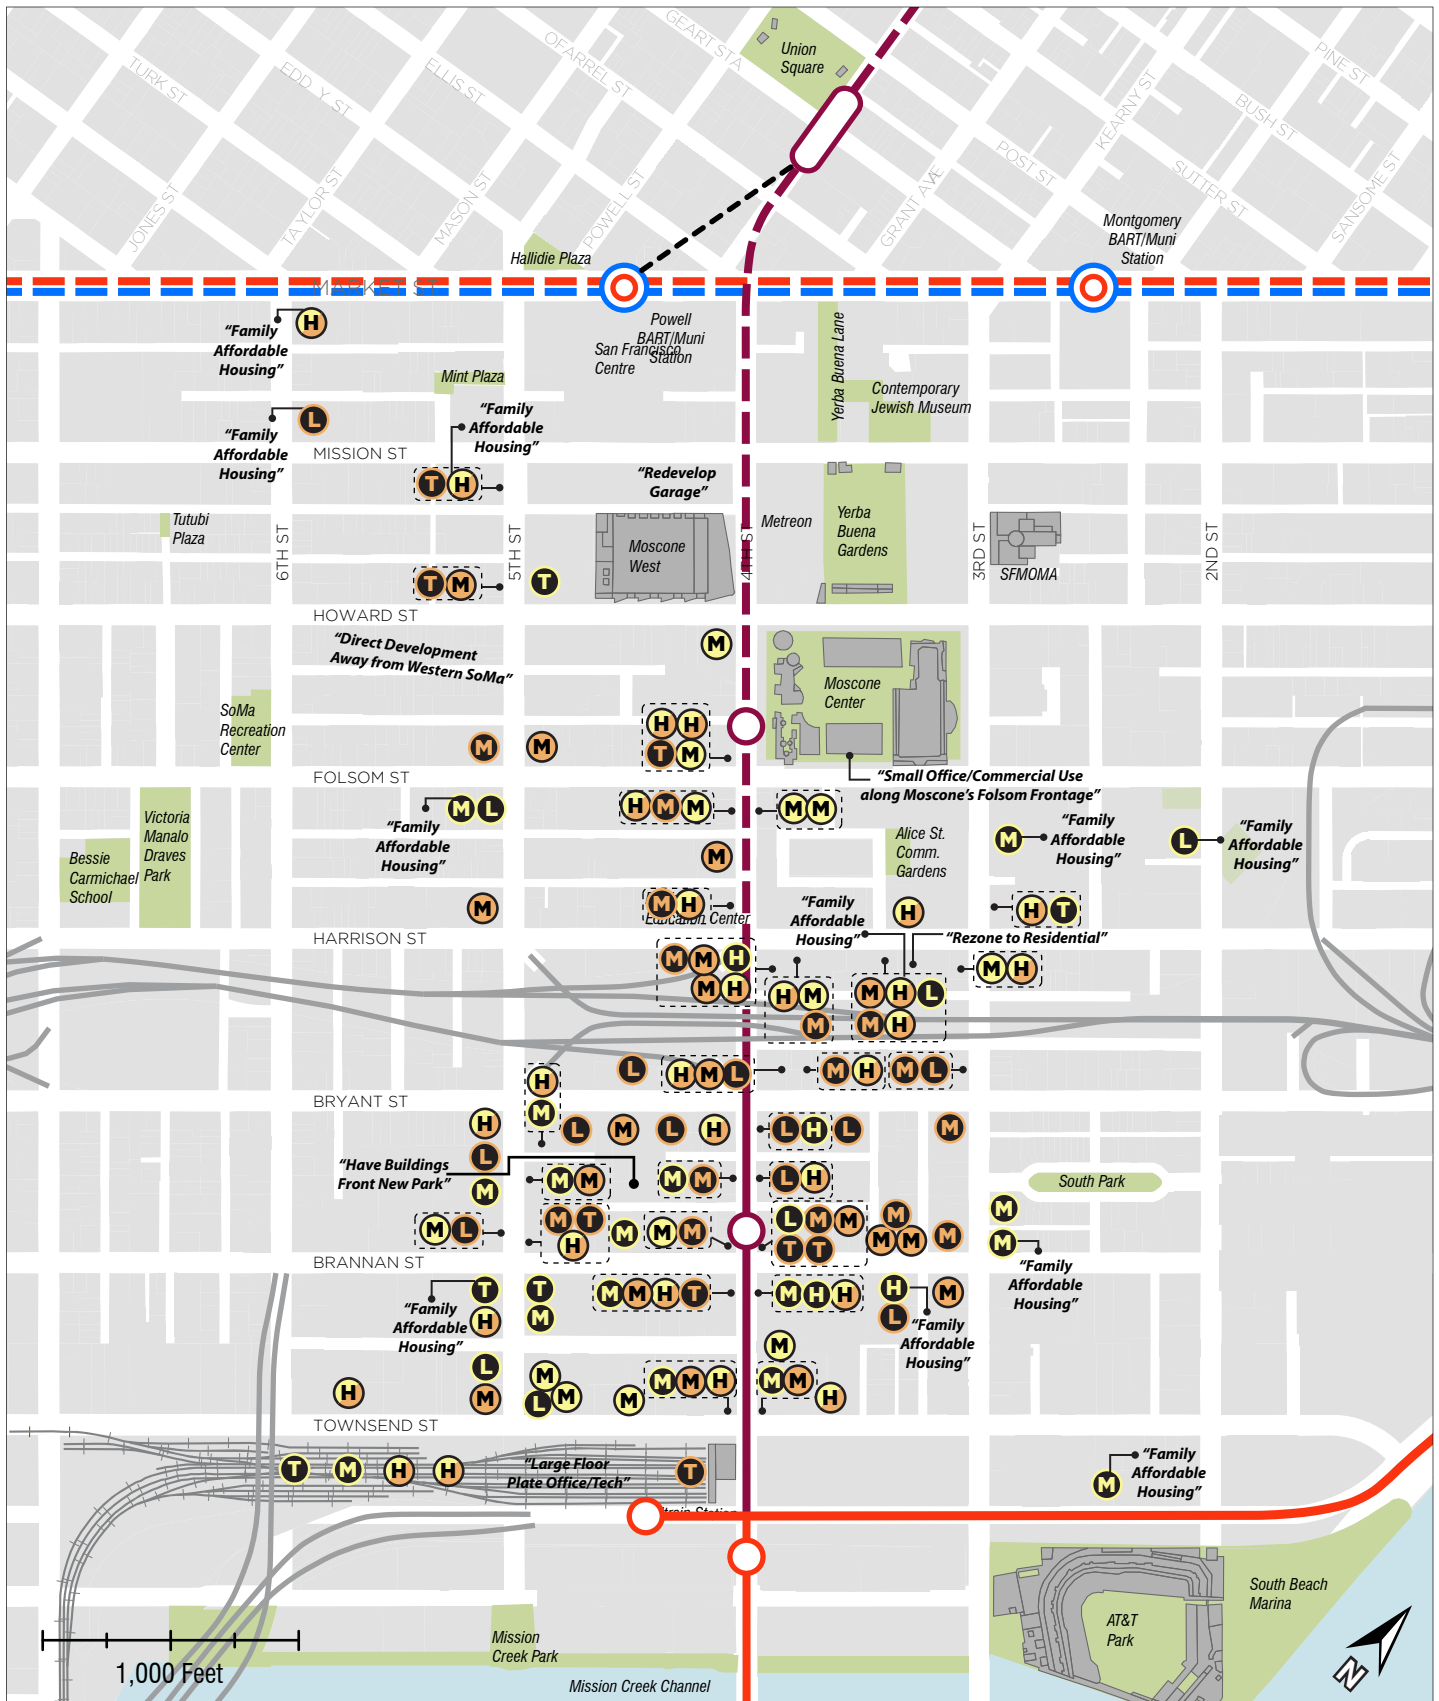 Union
Square
GEART STA
OFARREL ST
ELLIS ST
EDD Y ST
TURK ST
PINE ST
BUSH ST
KEARNY ST
POST ST
SUTTER ST
SANSOME ST
GRANT AVE
POWELL ST
MASON ST
TAYLOR ST
JONES ST
Montgomery
BART/Muni
Station
Hallidie Plaza
MARKET ST
H
“Family
Affordable
Housing”
Powell
BART/Muni
Station
San Francisco
Centre
Yerba Buena Lane
Mint Plaza
Contemporary
Jewish Museum
L
“Family
Affordable
Housing”
“Family
Affordable
Housing”
MISSION ST
T H
“Redevelop
Garage”
Tutubi
Plaza
6TH ST
5TH ST
Moscone
West
4TH ST
Metreon
Yerba
Buena
Gardens
3RD ST
SFMOMA
2ND ST
T M
T
HOWARD ST
“Direct Development
Away from Western SoMa”
M
Moscone
Center
SoMa
Recreation
Center
H H
T M
M
M
FOLSOM ST
“Small Office/Commercial Use
along Moscone’s Folsom Frontage”
M L
“Family
Affordable
Housing”
H M M
M M
Victoria
Manalo
Draves
Park
Bessie
Carmichael
School
Alice St.
Comm.
Gardens
M
“Family
Affordable
Housing”
L
“Family
Affordable
Housing”
M
M
M H
Education Center
“Family
Affordable
Housing”
H
H T
HARRISON ST
“Rezone to Residential”
M M H
M H
M H
H M
M
M H L
M H
L
H M L
M H
M L
H
M
BRYANT ST
H
L
M
L
M
L
H
L H
L
M
“Have Buildings
Front New Park”
M M
M M
L H
South Park
M L
M T
H
M
M M
L M M
T T
M
M M
M
M
M
“Family
Affordable
Housing”
BRANNAN ST
T
H
“Family
Affordable
Housing”
T
M
M M H T
M H H
H
L
M
“Family
Affordable
Housing”
M
L
M
H
M
M
L
M
M M H
M M
H
TOWNSEND ST
T
M
H
H
“Large Floor
Plate Office/Tech”
T
M
“Family
Affordable
Housing”
South Beach
Marina
AT&T
Park
Mission
Creek Park
1,000 Feet
Mission Creek Channel
N